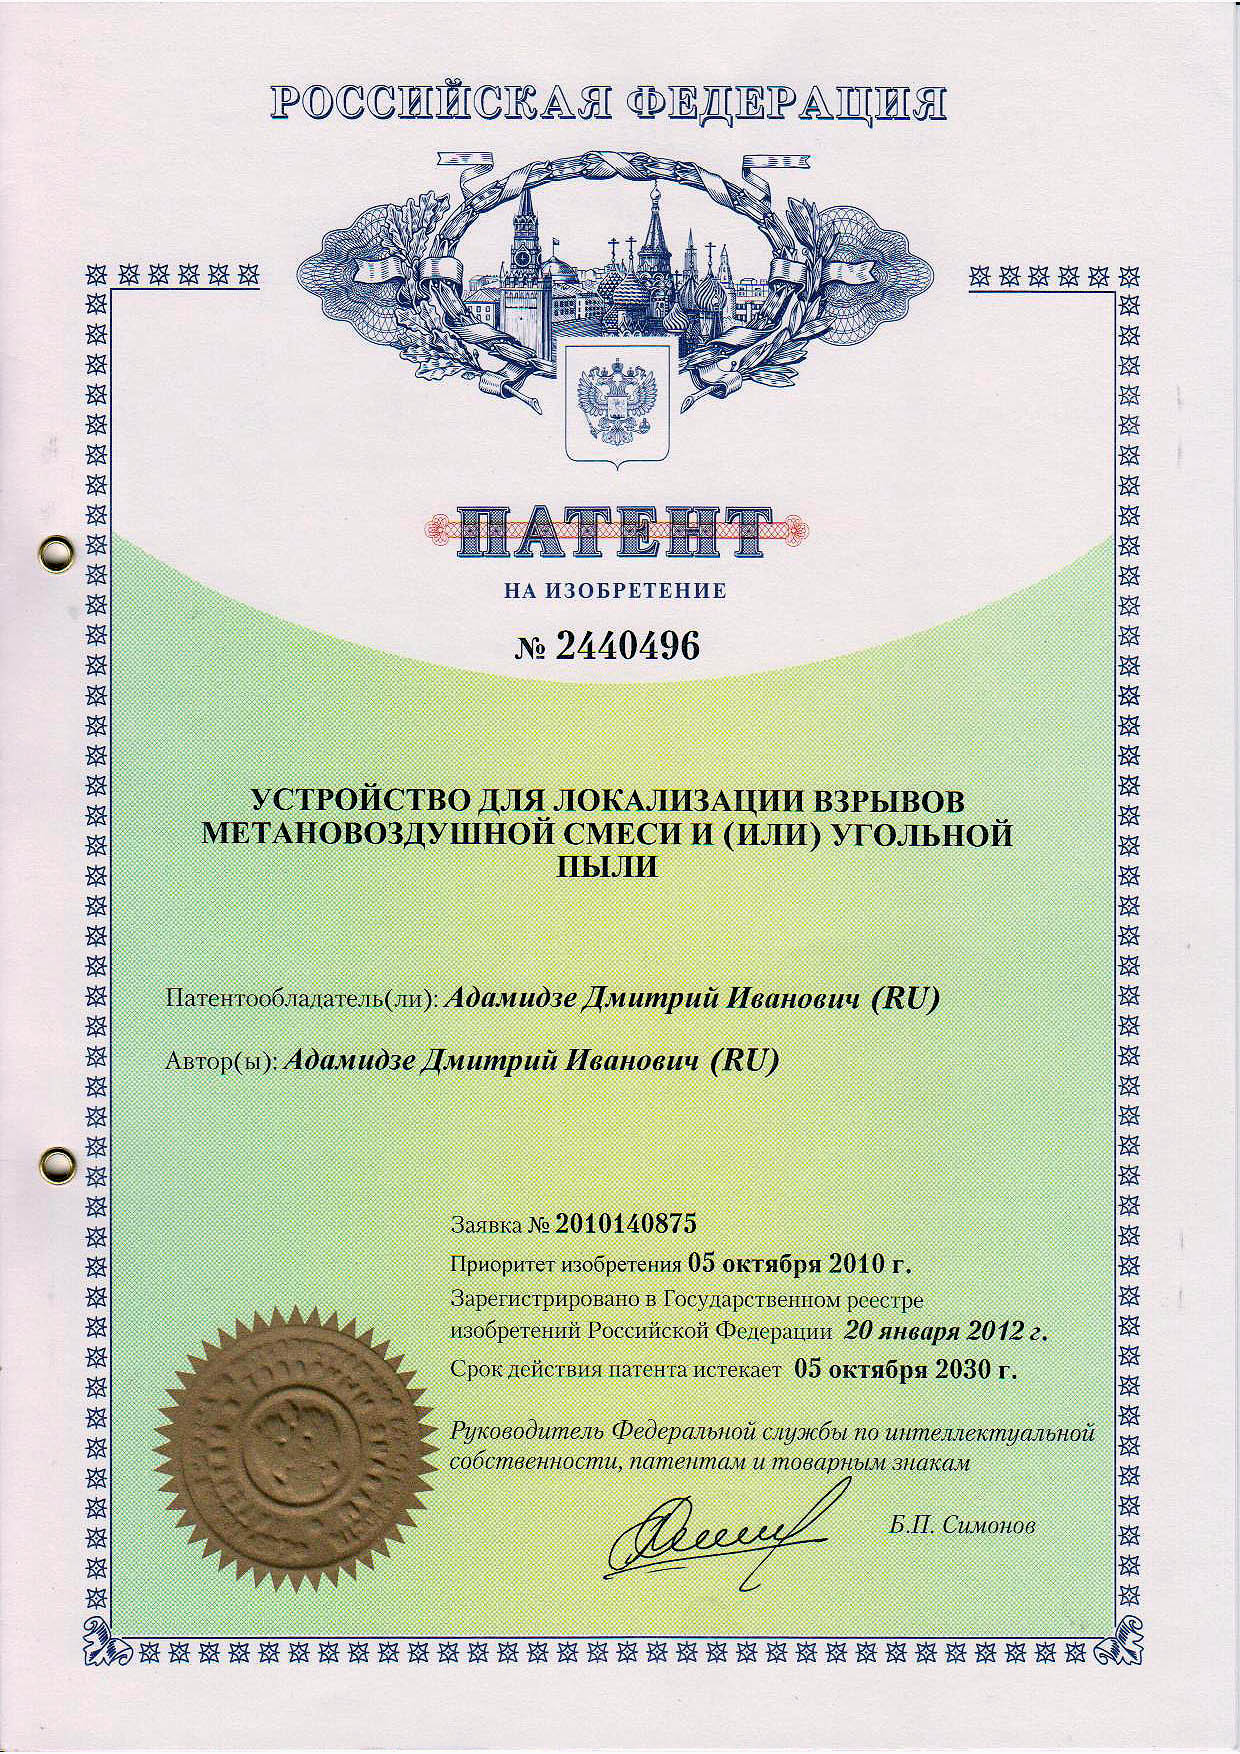 РОССИЙСКАЯ ФЕДЕРАЦИЯ
ПАТЕНТ
НА ИЗОБРЕТЕНИЕ
№ 2440496
УСТРОЙСТВО ДЛЯ ЛОКАЛИЗАЦИИ ВЗРЫВОВ
МЕТАНОВОЗДУШНОЙ СМЕСИ И (ИЛИ) УГОЛЬНОЙ
ПЫЛИ
Патентообладатель(ли): Адамидзе Дмитрий Иванович (RU)
Автор(ы): Адамидзе Дмитрий Иванович (RU)
Заявка № 2010140875
Приоритет изобретения 05 октября 2010 г.
Зарегистрировано в Государственном реестре
изобретений Российской Федерации 20 января 2012 г.
Срок действия патента истекает 05 октября 2030 г.
Руководитель Федеральной службы по интеллектуальной
собственности, патентам и товарным знакам
Б.П. Симонов